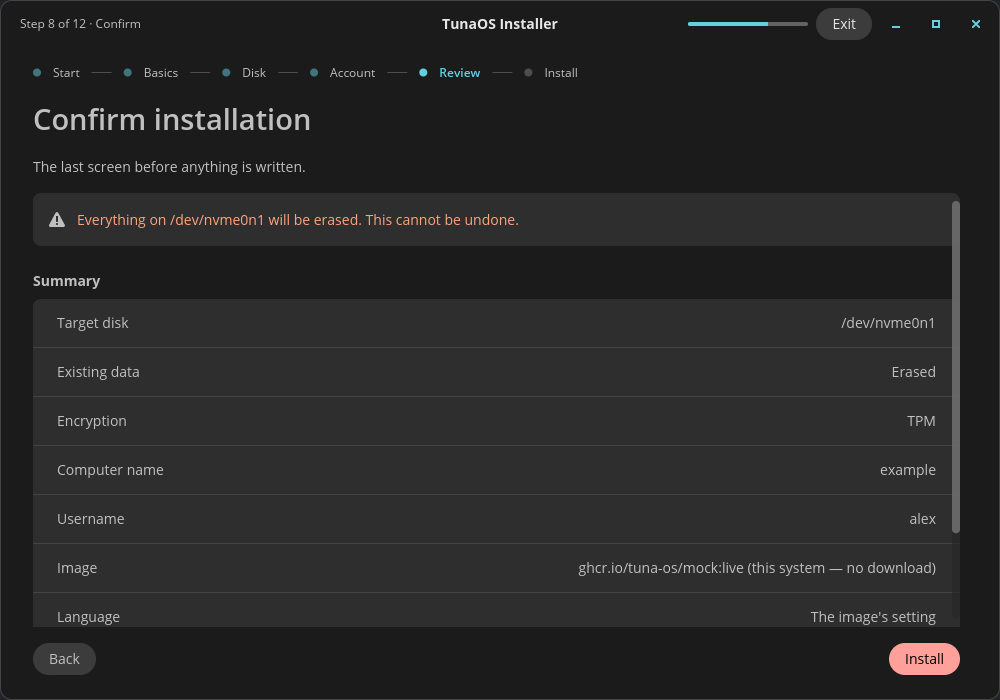 Step 8 of 12 · Confirm
TunaOS Installer
Exit
Start
Basics
Disk
Account
Review
Install
Confirm installation
The last screen before anything is written.
Everything on /dev/nvme0n1 will be erased. This cannot be undone.
Summary
Target disk /dev/nvme0n1
Existing data Erased
Encryption TPM
Computer name example
Username alex
Image ghcr.io/tuna-os/mock:live (this system — no download)
Language The image's setting
Back
Install